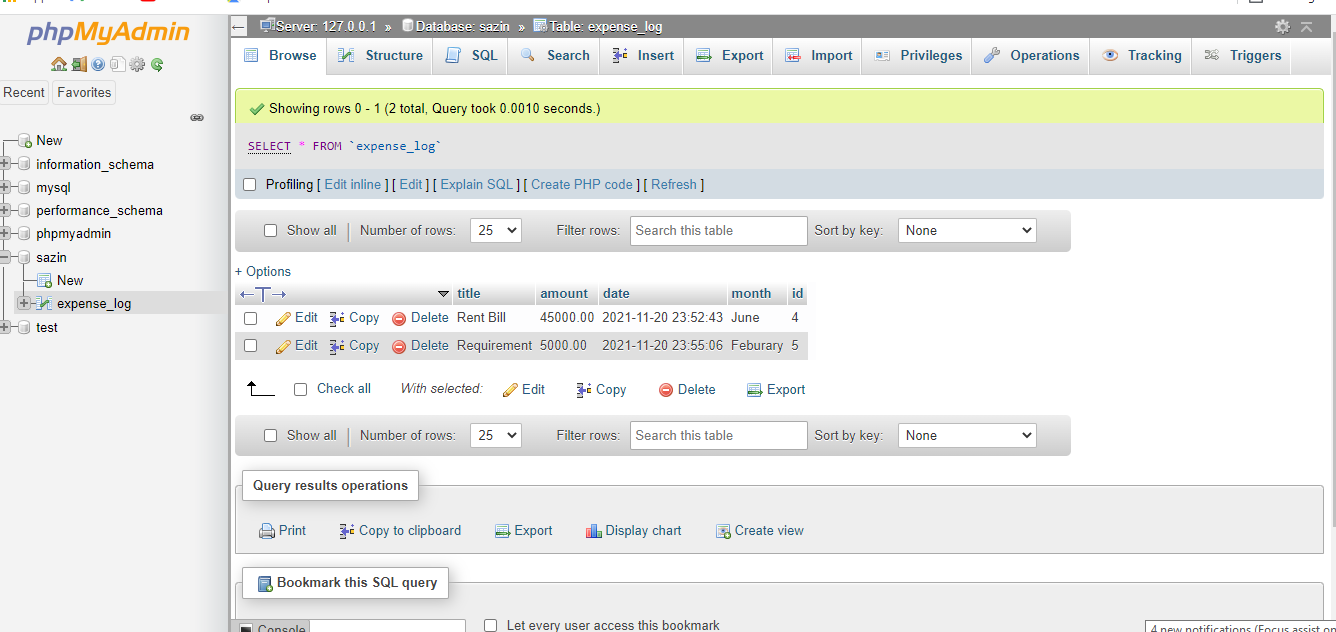 phpMyAdmin
Server: 127.0.0.1 » Database: sazin » Table: expense_log
Browse Structure SQL Search Insert Export Import Privileges Operations Tracking Triggers
Recent Favorites
New
information_schema
mysql
performance_schema
phpmyadmin
sazin
New
expense_log
test
Showing rows 0 - 1 (2 total, Query took 0.0010 seconds.)
SELECT * FROM `expense_log`
Profiling [ Edit inline ] [ Edit ] [ Explain SQL ] [ Create PHP code ] [ Refresh ]
Show all Number of rows: 25 Filter rows: Search this table Sort by key: None
+ Options
←T→ title amount date month id
Edit Copy Delete Rent Bill 45000.00 2021-11-20 23:52:43 June 4
Edit Copy Delete Requirement 5000.00 2021-11-20 23:55:06 Feburary 5
Check all With selected: Edit Copy Delete Export
Show all Number of rows: 25 Filter rows: Search this table Sort by key: None
Query results operations
Print Copy to clipboard Export Display chart Create view
Bookmark this SQL query
Console
Let every user access this bookmark
4 new notifications (Focus assist on